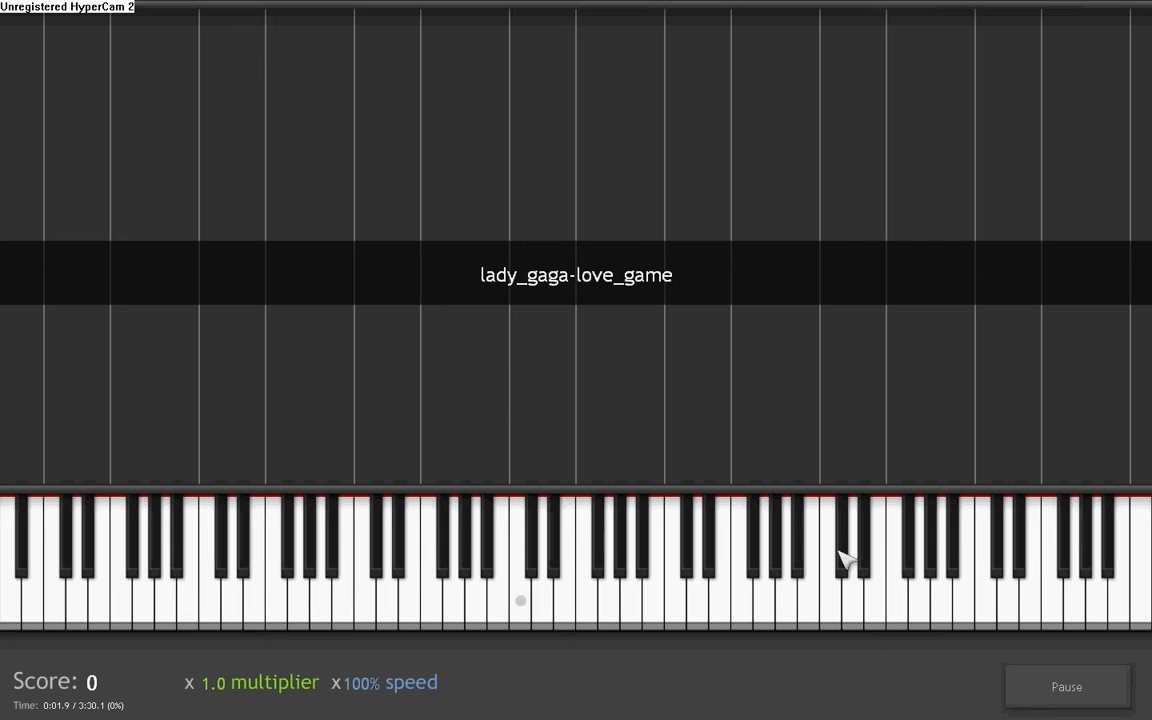 Unregistered HyperCam 2
lady_gaga-love_game
Score: 0 x 1.0 multiplier x100% speed
Time: 0:01.9 / 3:30.1 (0%)
Pause